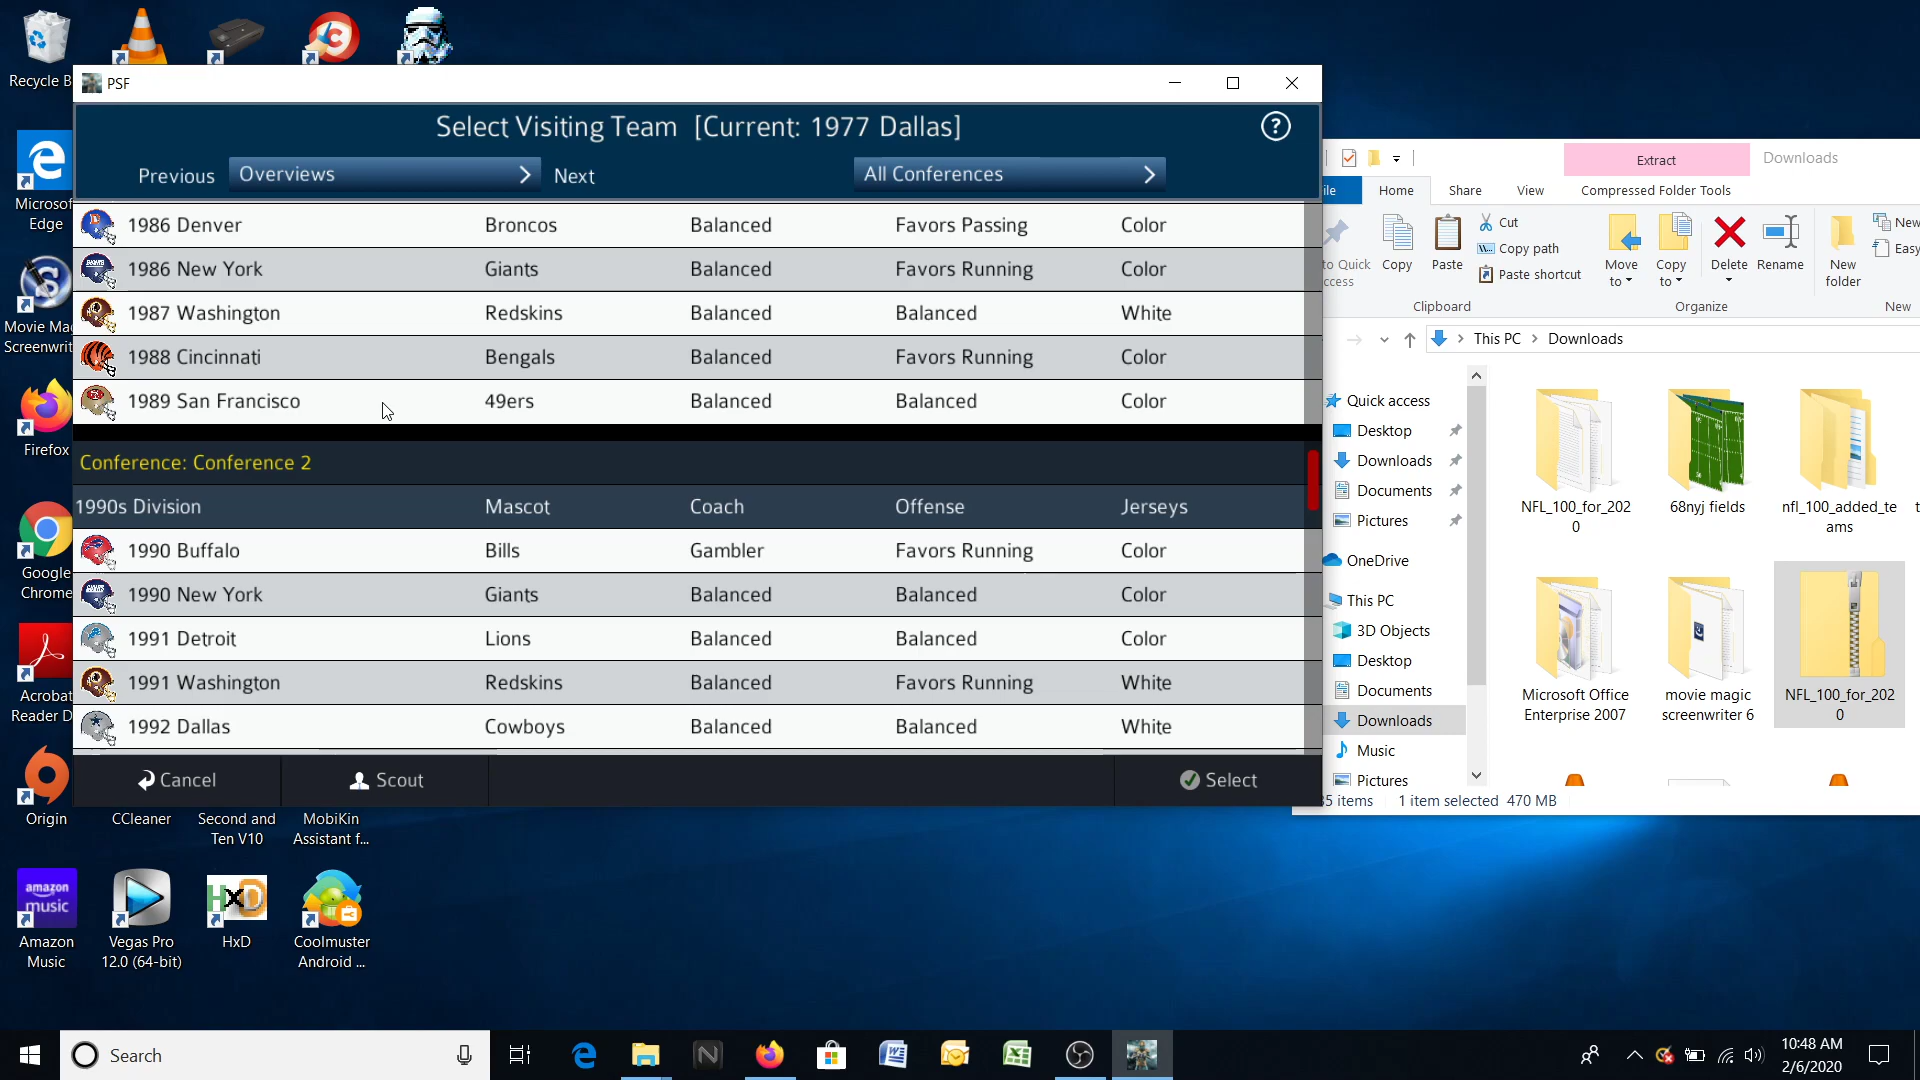 Recycle B
PSF
Select Visiting Team [Current: 1977 Dallas]
?
Previous Overviews Next All Conferences
1986 Denver Broncos Balanced Favors Passing Color
1986 New York Giants Balanced Favors Running Color
1987 Washington Redskins Balanced Balanced White
1988 Cincinnati Bengals Balanced Favors Running Color
1989 San Francisco 49ers Balanced Balanced Color
Conference: Conference 2
1990s Division Mascot Coach Offense Jerseys
1990 Buffalo Bills Gambler Favors Running Color
1990 New York Giants Balanced Balanced Color
1991 Detroit Lions Balanced Balanced Color
1991 Washington Redskins Balanced Favors Running White
1992 Dallas Cowboys Balanced Balanced White
Cancel Scout Select
Microsof
Edge
Movie Ma
Screenwrit
Firefox
Google
Chrome
Acrobat
Reader D
Origin
CCleaner
Second and
Ten V10
MobiKin
Assistant f...
amazon
music
Amazon
Music
Vegas Pro
12.0 (64-bit)
HxD
HxD
Coolmuster
Android ...
Extract
Downloads
ile
Home
Share
View
Compressed Folder Tools
to Quick
ccess
Copy
Paste
Cut
Copy path
Paste shortcut
Clipboard
Move
to
Copy
to
Delete
Rename
Organize
New
folder
New
Easy
New
This PC > Downloads
Quick access
Desktop
Downloads
Documents
Pictures
OneDrive
This PC
3D Objects
Desktop
Documents
Downloads
Music
Pictures
NFL_100_for_202
0
68nyj fields
nfl_100_added_te
ams
Microsoft Office
Enterprise 2007
movie magic
screenwriter 6
NFL_100_for_202
0
35 items 1 item selected 470 MB
Search
10:48 AM
2/6/2020